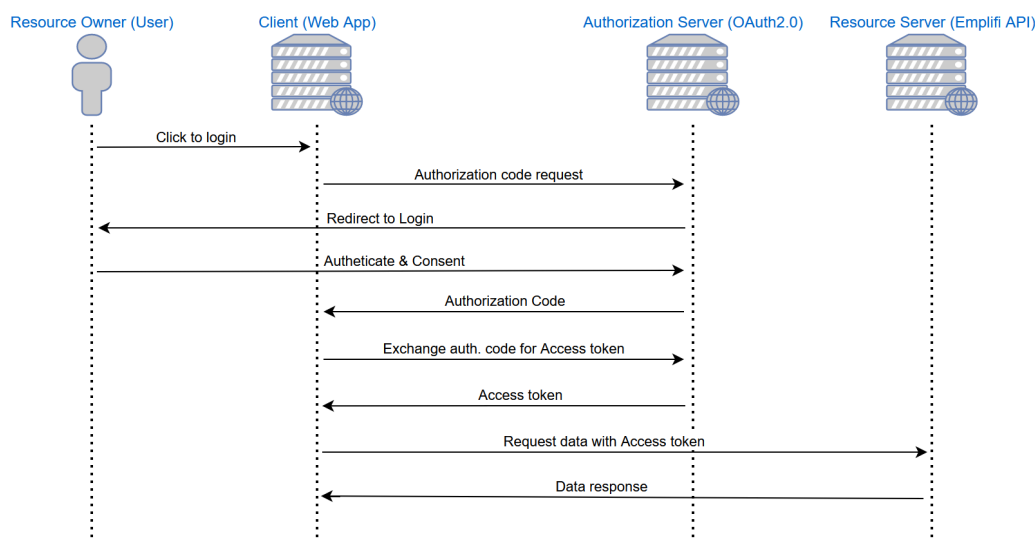 Resource Owner (User)
Client (Web App)
Authorization Server (OAuth2.0)
Resource Server (Emplifi API)
Click to login
Authorization code request
Redirect to Login
Autheticate & Consent
Authorization Code
Exchange auth. code for Access token
Access token
Request data with Access token
Data response